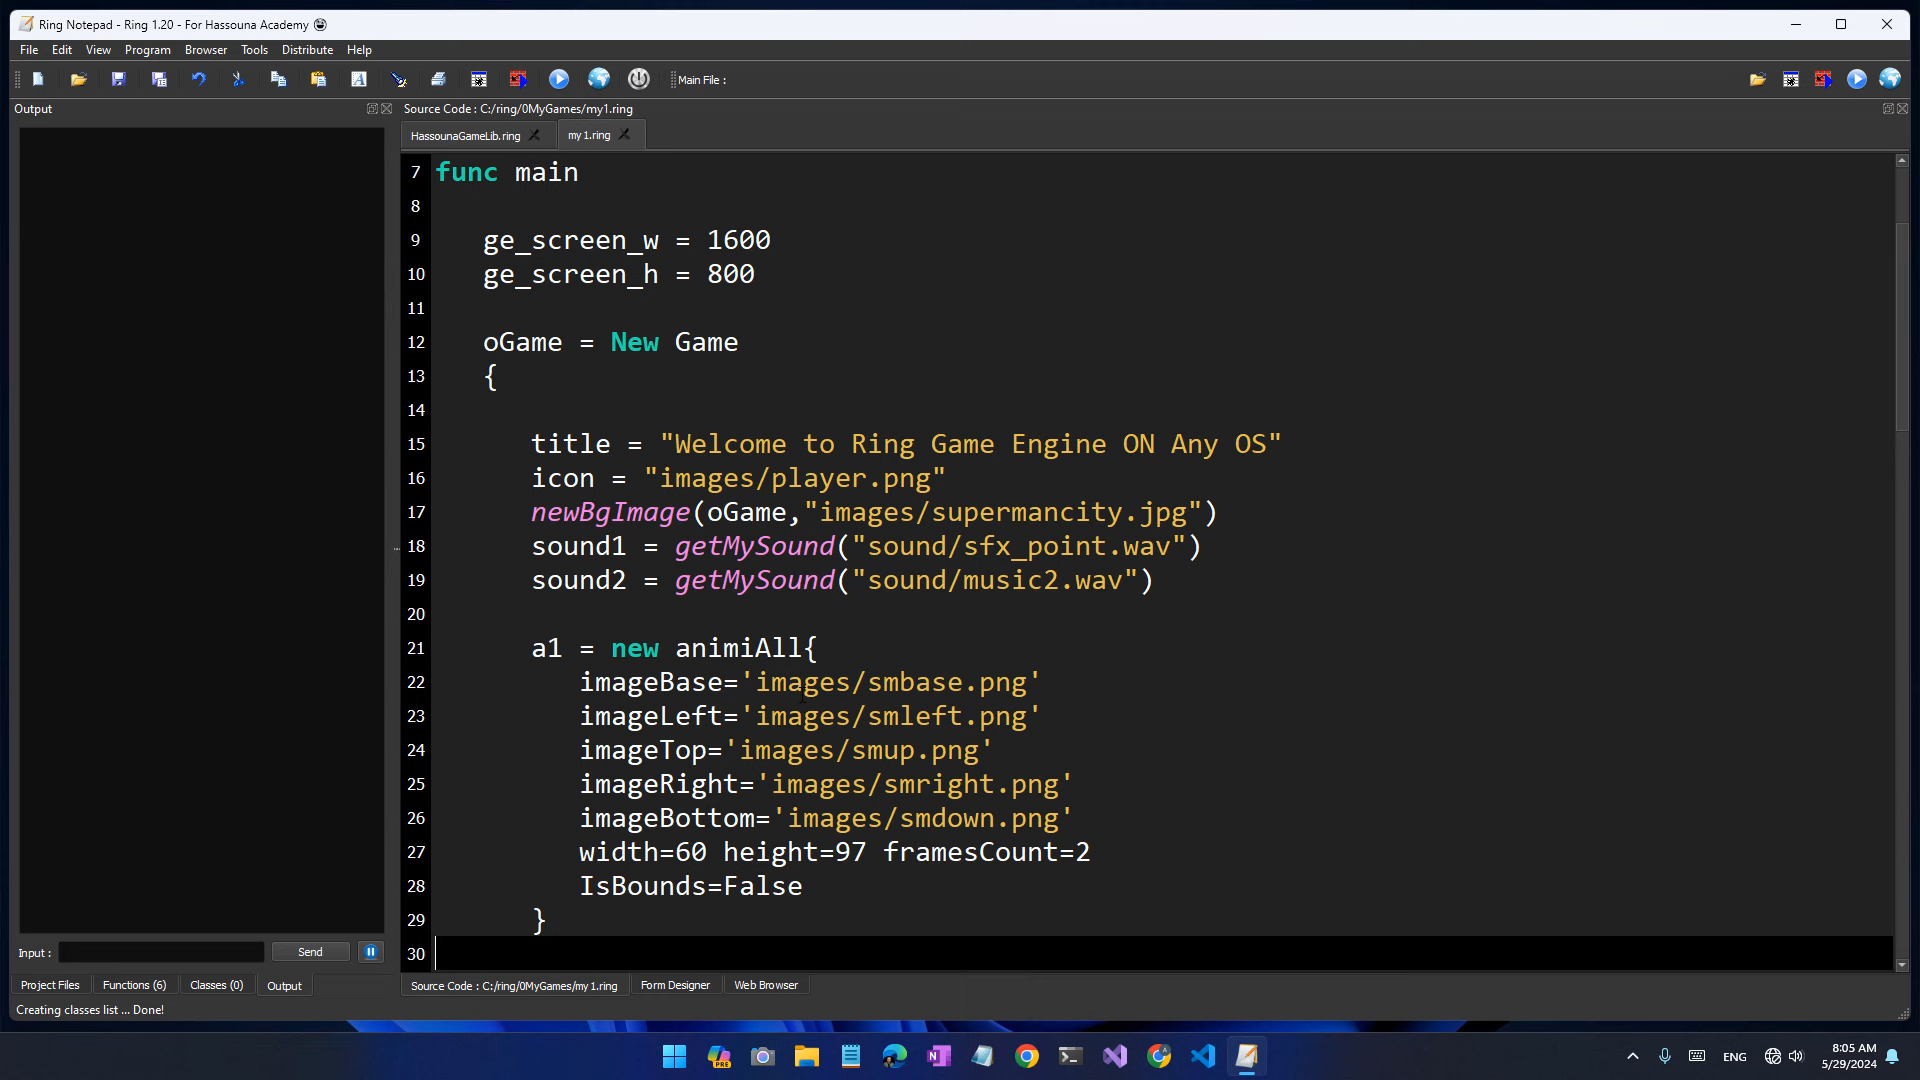 Ring Notepad - Ring 1.20 - For Hassouna Academy 😀
File Edit View Program Browser Tools Distribute Help
Main File :
Output
Source Code : C:/ring/0MyGames/my1.ring
HassounaGameLib.ring
my1.ring
7 func main
8
9 ge_screen_w = 1600
10 ge_screen_h = 800
11
12 oGame = New Game
13 {
14
15 title = "Welcome to Ring Game Engine ON Any OS"
16 icon = "images/player.png"
17 newBgImage(oGame,"images/supermancity.jpg")
18 sound1 = getMySound("sound/sfx_point.wav")
19 sound2 = getMySound("sound/music2.wav")
20
21 a1 = new animiAll{
22 imageBase='images/smbase.png'
23 imageLeft='images/smleft.png'
24 imageTop='images/smup.png'
25 imageRight='images/smright.png'
26 imageBottom='images/smdown.png'
27 width=60 height=97 framesCount=2
28 IsBounds=False
29 }
30
Input :
Send
Project Files Functions (6) Classes (0) Output
Source Code : C:/ring/0MyGames/my1.ring Form Designer Web Browser
Creating classes list ... Done!
PRE
ENG
8:05 AM
5/29/2024